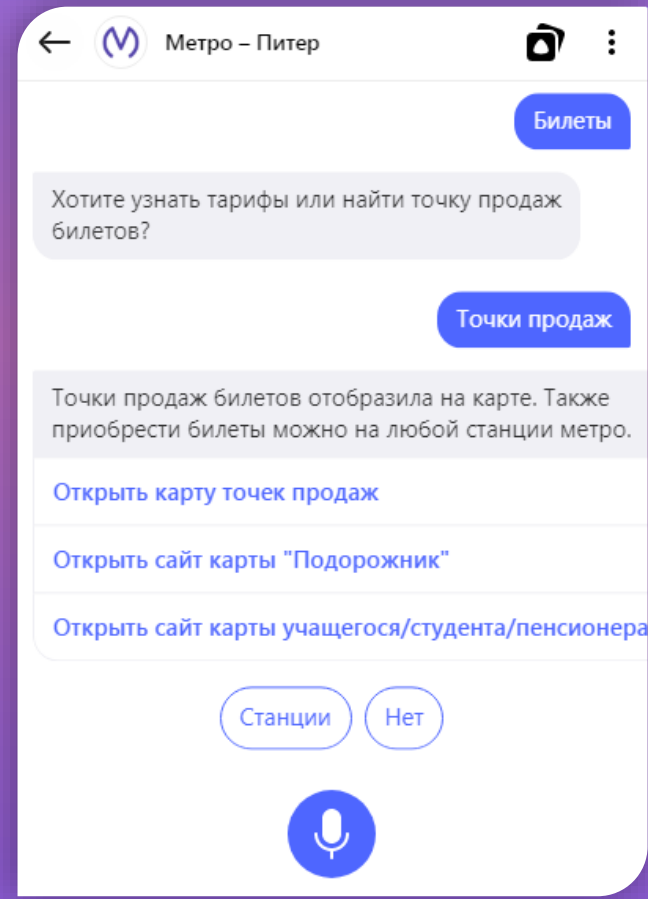 Метро – Питер
Билеты
Хотите узнать тарифы или найти точку продаж
билетов?
Точки продаж
Точки продаж билетов отобразила на карте. Также
приобрести билеты можно на любой станции метро.
Открыть карту точек продаж
Открыть сайт карты "Подорожник"
Открыть сайт карты учащегося/студента/пенсионера
Станции
Нет